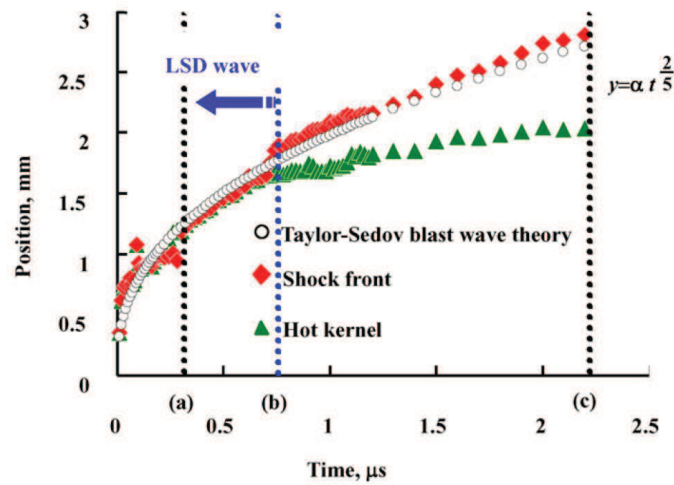 3
2.5
2
1.5
1
0.5
0
Position, mm
LSD wave
y=α t^2/5
Taylor-Sedov blast wave theory
Shock front
Hot kernel
(a) (b) (c)
0 0.5 1 1.5 2 2.5
Time, μs